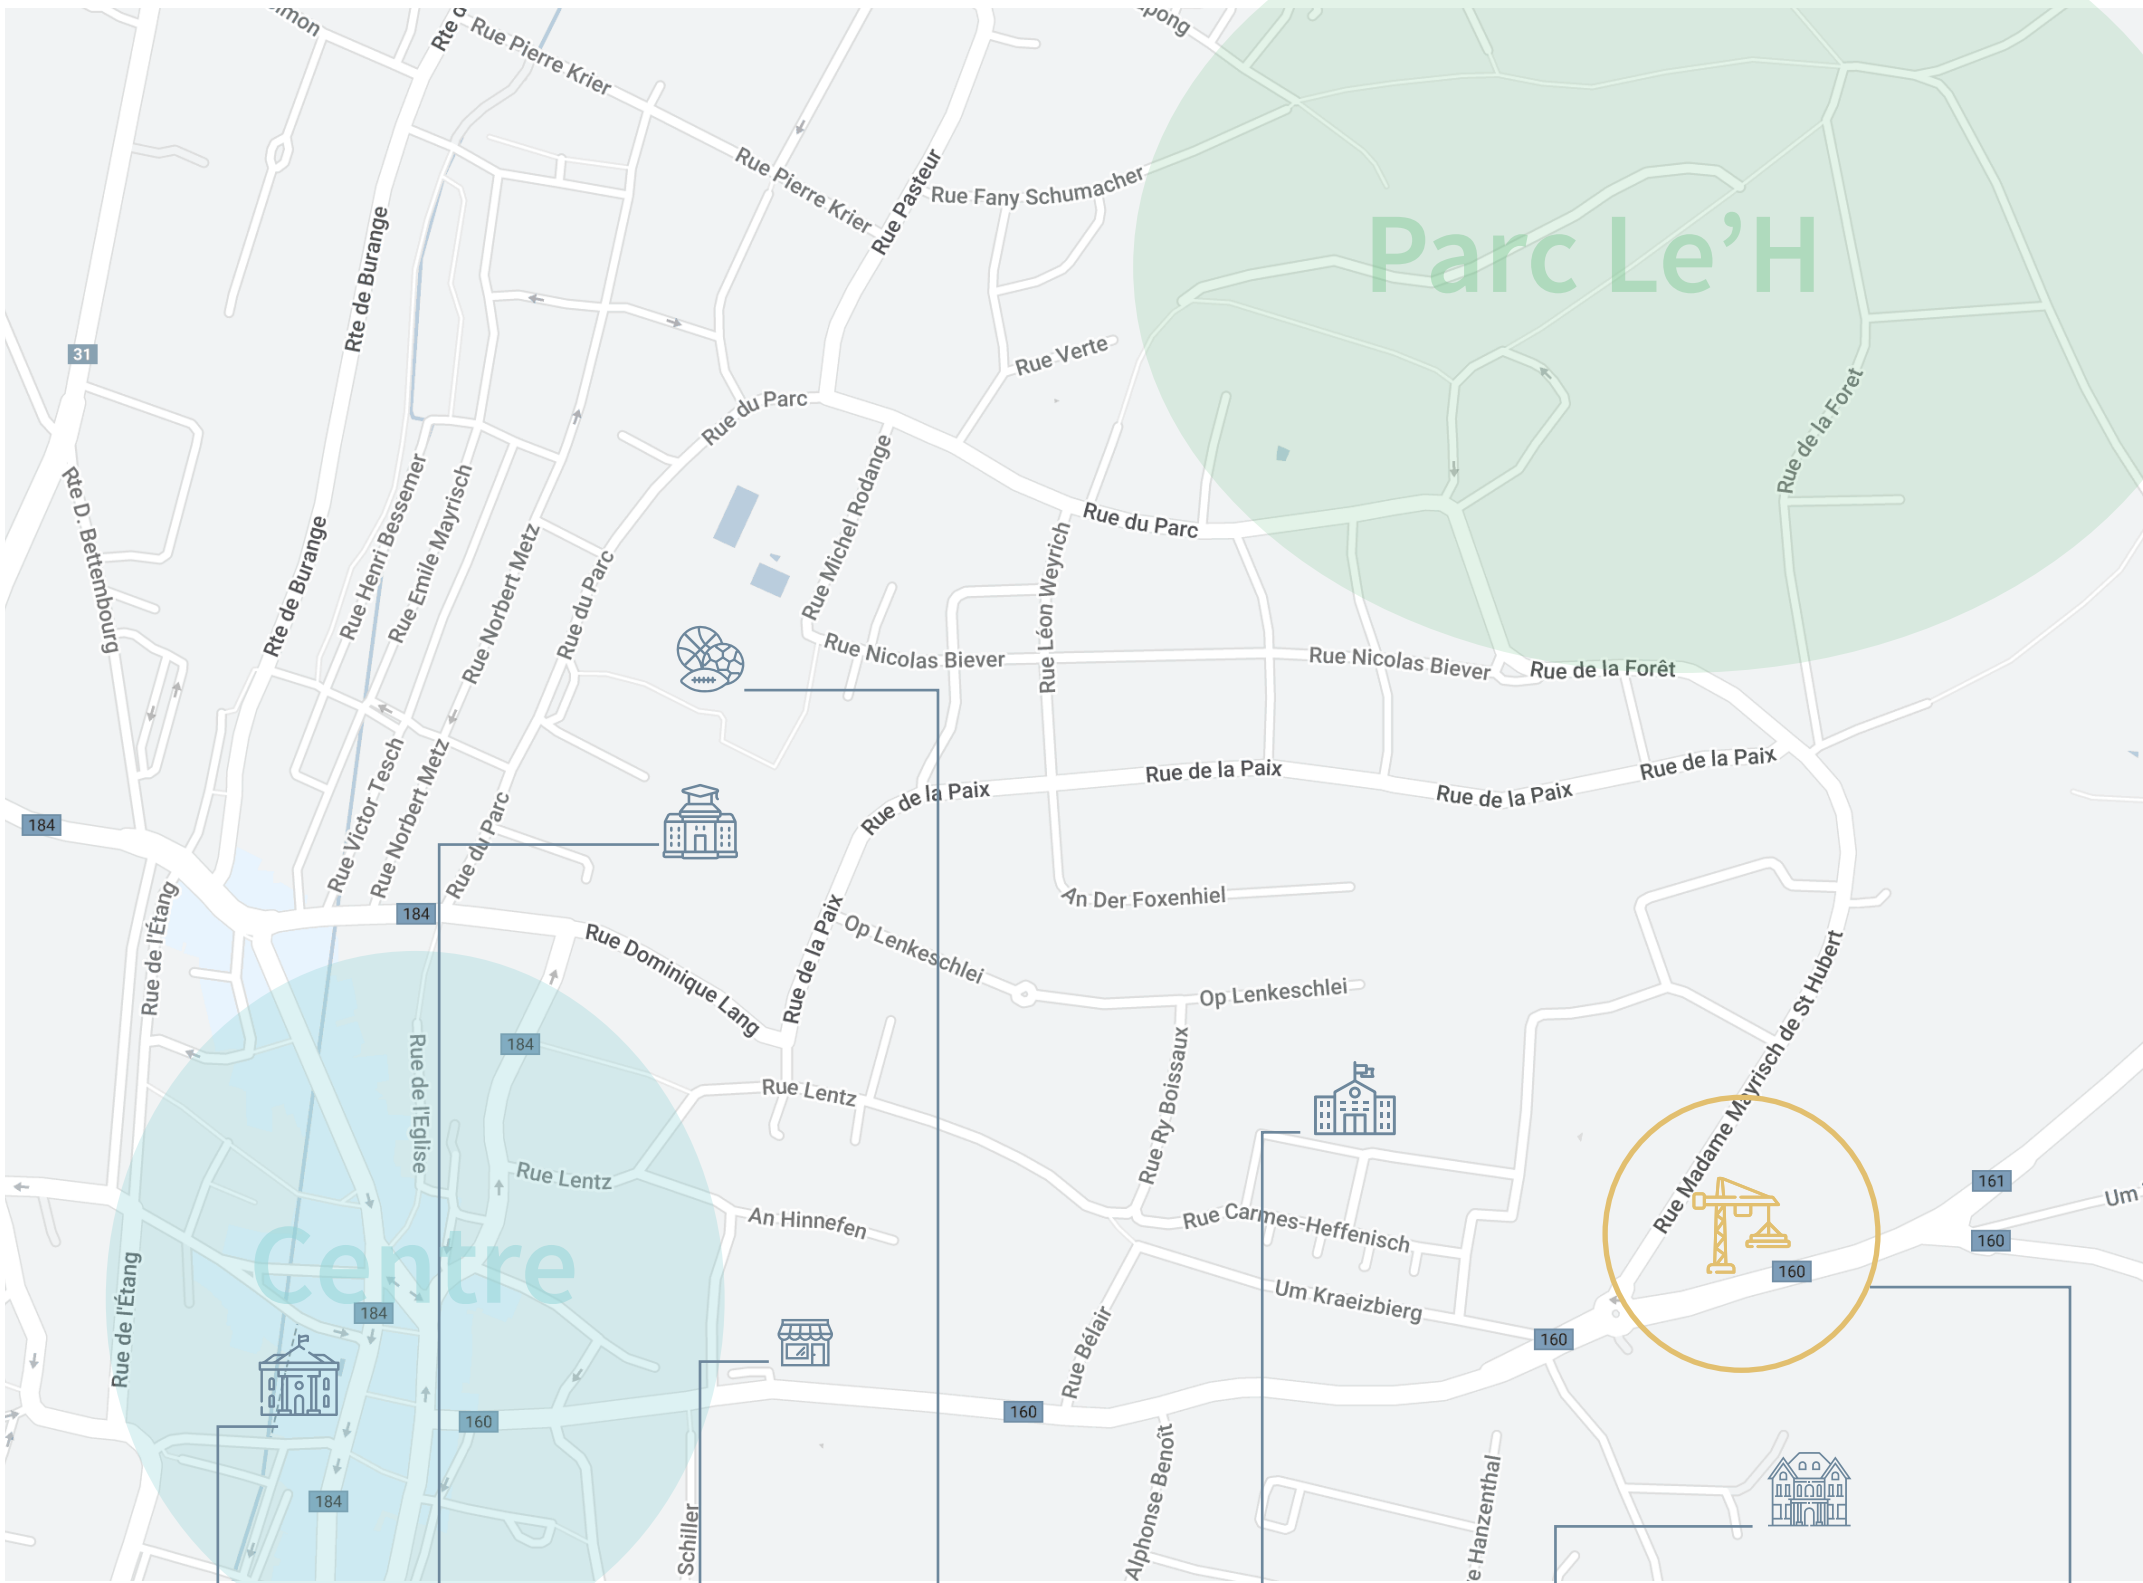 Rue Pierre Krier
Rue Pierre Krier
Rue Pasteur
Rue Fany Schumacher
Parc Le’H
Rte de Burange
31
Rue Verte
Rue du Parc
Rue de la Foret
Rue Michel Rodange
Rte D. Bettembourg
Rue Henri Bessemer
Rue Emile Mayrisch
Rue Norbert Metz
Rue du Parc
Rte de Burange
Rue du Parc
Rue Léon Weyrich
Rue Nicolas Biever
Rue Nicolas Biever
Rue de la Forêt
Rue de la Paix
Rue de la Paix
Rue de la Paix
Rue de la Paix
184
Rue Victor Tesch
Rue Norbert Metz
Rue du Parc
An Der Foxenhiel
184
Rue de l'Étang
Rue Dominique Lang
Rue de la Paix
Op Lenkeschlei
Op Lenkeschlei
Rue Madame Mayrisch de St Hubert
184
Rue de l'Eglise
Rue Lentz
Rue Ry Boissaux
Rue Lentz
161
Um
An Hinnefen
Rue Carmes-Heffenisch
160
Centre
160
Um Kraeizbierg
184
Rue de l'Étang
160
Rue Bélair
160
160
184
Schiller
Alphonse Benoît
Hanzenthal